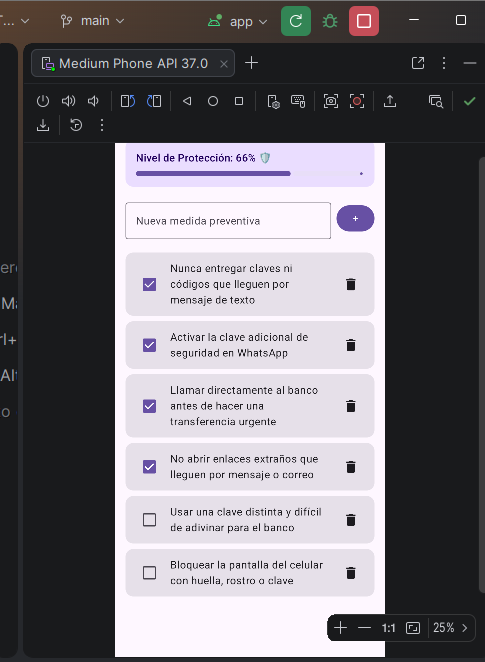 main
app
Medium Phone API 37.0
Nivel de Protección: 66% 🛡️
Nueva medida preventiva
+
Nunca entregar claves ni
códigos que lleguen por
mensaje de texto
Activar la clave adicional de
seguridad en WhatsApp
Llamar directamente al banco
antes de hacer una
transferencia urgente
No abrir enlaces extraños que
lleguen por mensaje o correo
Usar una clave distinta y difícil
de adivinar para el banco
Bloquear la pantalla del celular
con huella, rostro o clave
1:1
25%